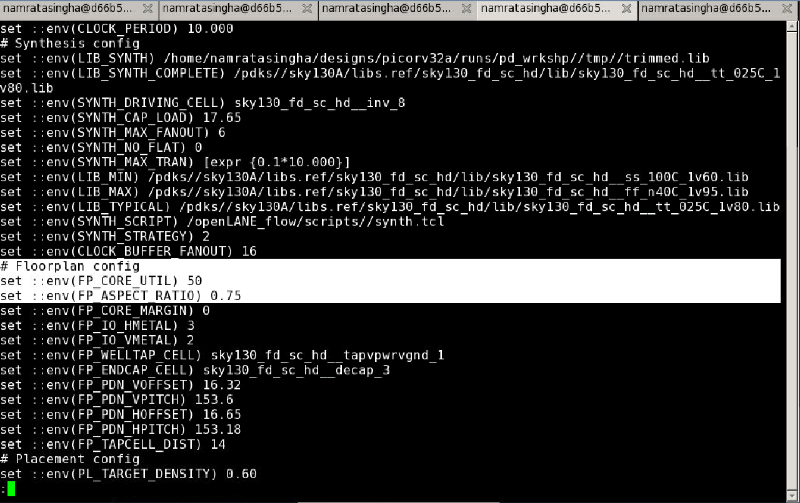 namratasingha@d66b5... namratasingha@d66b5... namratasingha@d66b5... namratasingha@d66b5... namratasingha@d66b5...
set ::env(CLOCK_PERIOD) 10.000
# Synthesis config
set ::env(LIB_SYNTH) /home/namratasingha/designs/picorv32a/runs/pd_wrkshp//tmp//trimmed.lib
set ::env(LIB_SYNTH_COMPLETE) /pdks//sky130A/libs.ref/sky130_fd_sc_hd/lib/sky130_fd_sc_hd__tt_025C_1
v80.lib
set ::env(SYNTH_DRIVING_CELL) sky130_fd_sc_hd__inv_8
set ::env(SYNTH_CAP_LOAD) 17.65
set ::env(SYNTH_MAX_FANOUT) 6
set ::env(SYNTH_NO_FLAT) 0
set ::env(SYNTH_MAX_TRAN) [expr {0.1*10.000}]
set ::env(LIB_MIN) /pdks//sky130A/libs.ref/sky130_fd_sc_hd/lib/sky130_fd_sc_hd__ss_100C_1v60.lib
set ::env(LIB_MAX) /pdks//sky130A/libs.ref/sky130_fd_sc_hd/lib/sky130_fd_sc_hd__ff_n40C_1v95.lib
set ::env(LIB_TYPICAL) /pdks//sky130A/libs.ref/sky130_fd_sc_hd/lib/sky130_fd_sc_hd__tt_025C_1v80.lib
set ::env(SYNTH_SCRIPT) /openLANE_flow/scripts//synth.tcl
set ::env(SYNTH_STRATEGY) 2
set ::env(CLOCK_BUFFER_FANOUT) 16
# Floorplan config
set ::env(FP_CORE_UTIL) 50
set ::env(FP_ASPECT_RATIO) 0.75
set ::env(FP_CORE_MARGIN) 0
set ::env(FP_IO_HMETAL) 3
set ::env(FP_IO_VMETAL) 2
set ::env(FP_WELLTAP_CELL) sky130_fd_sc_hd__tapvpwrvgnd_1
set ::env(FP_ENDCAP_CELL) sky130_fd_sc_hd__decap_3
set ::env(FP_PDN_VOFFSET) 16.32
set ::env(FP_PDN_VPITCH) 153.6
set ::env(FP_PDN_HOFFSET) 16.65
set ::env(FP_PDN_HPITCH) 153.18
set ::env(FP_TAPCELL_DIST) 14
# Placement config
set ::env(PL_TARGET_DENSITY) 0.60
: